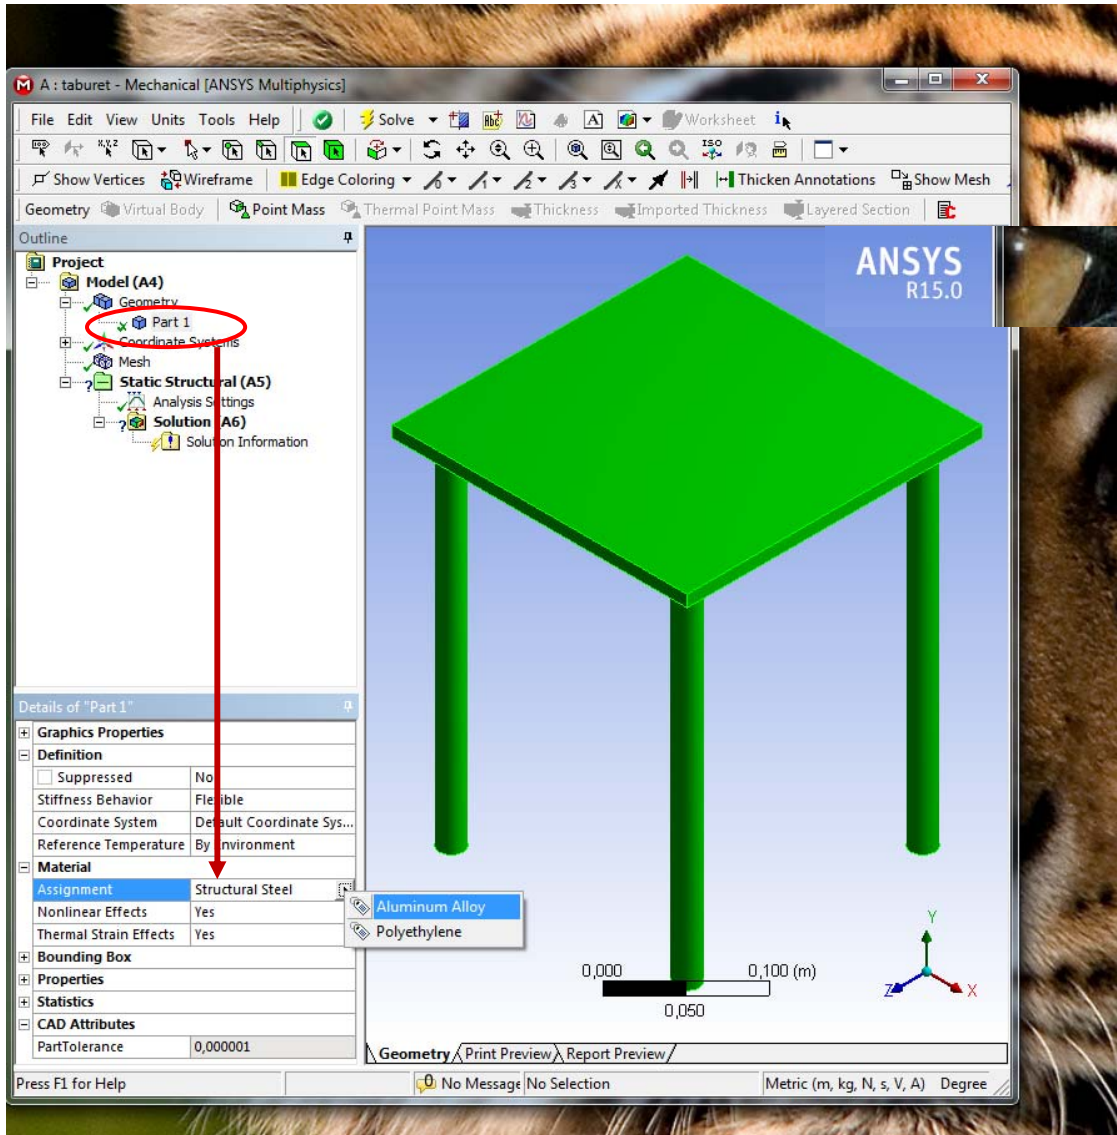 A : taburet - Mechanical [ANSYS Multiphysics]
File Edit View Units Tools Help Solve Worksheet
Show Vertices Wireframe Edge Coloring Thicken Annotations Show Mesh
Geometry Virtual Body Point Mass Thermal Point Mass Thickness Imported Thickness Layered Section
Outline
Project
Model (A4)
Geometry
Part 1
Coordinate Systems
Mesh
Static Structural (A5)
Analysis Settings
Solution (A6)
Solution Information
ANSYS
R15.0
Details of "Part 1"
Graphics Properties
Definition
Suppressed No
Stiffness Behavior Flexible
Coordinate System Default Coordinate Sys...
Reference Temperature By Environment
Material
Assignment Structural Steel
Nonlinear Effects Yes
Thermal Strain Effects Yes
Bounding Box
Properties
Statistics
CAD Attributes
PartTolerance 0,000001
Aluminum Alloy
Polyethylene
0,000 0,100 (m)
0,050
Y
Z X
Geometry Print Preview Report Preview
Press F1 for Help 0 No Message No Selection Metric (m, kg, N, s, V, A) Degree